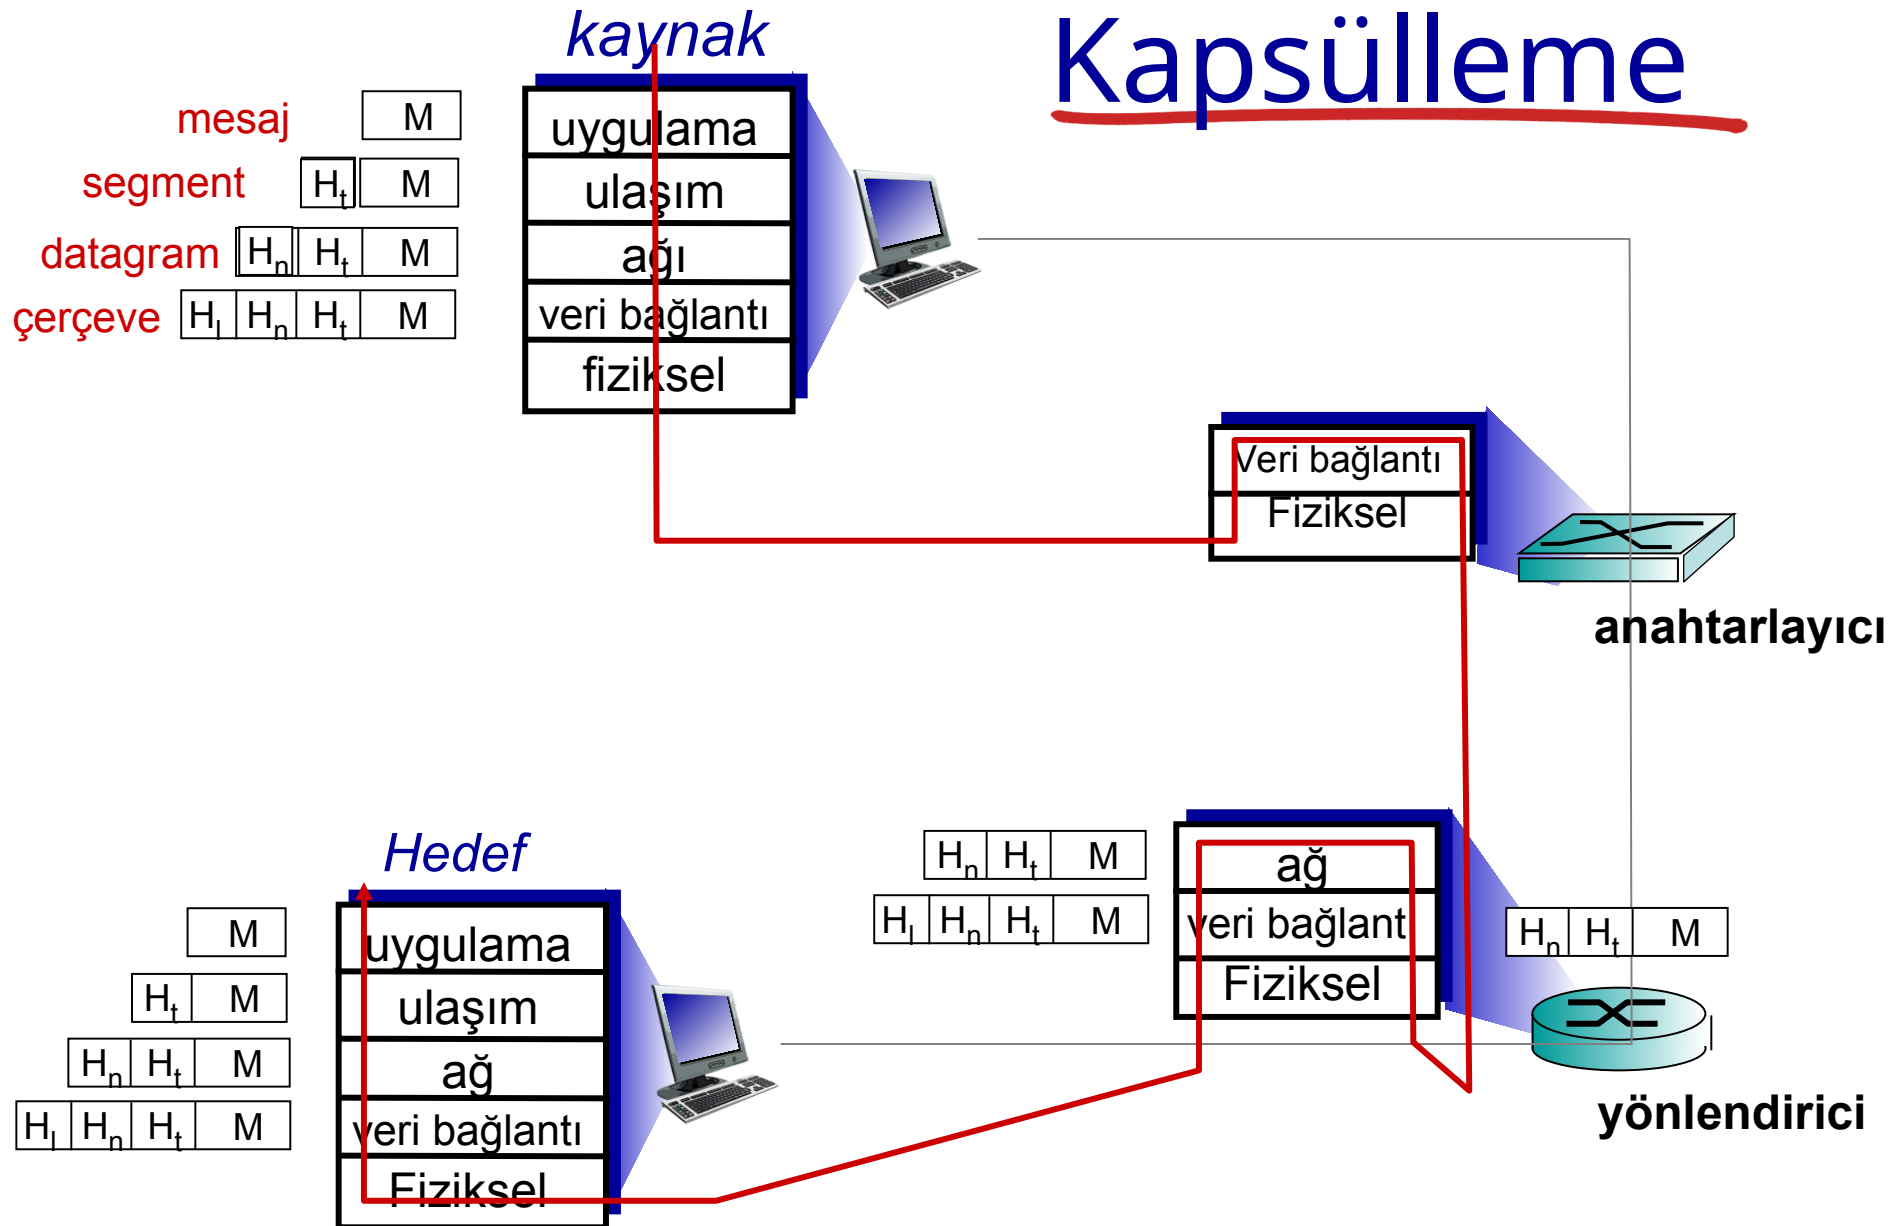 kaynak
Kapsülleme
mesaj M
segment Ht M
datagram Hn Ht M
çerçeve Hl Hn Ht M
uygulama
ulaşım
ağı
veri bağlantı
fiziksel
Veri bağlantı
Fiziksel
anahtarlayıcı
Hn Ht M
Hl Hn Ht M
ağ
veri bağlant
Fiziksel
Hn Ht M
yönlendirici
Hedef
M
Ht M
Hn Ht M
Hl Hn Ht M
uygulama
ulaşım
ağ
veri bağlantı
Fiziksel